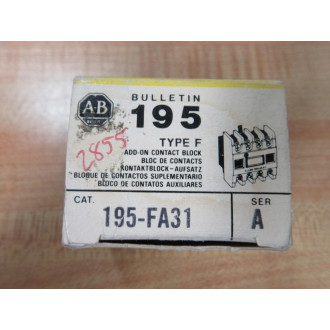 A-B
QUALITY
BULLETIN
195
TYPE F
ADD-ON CONTACT BLOCK
BLOC DE CONTACTS
KONTAKTBLOCK-AUFSATZ
BLOQUE DE CONTACTOS SUPLEMENTARIO
BLOCO DE CONTATOS AUXILIARES
2855
CAT.
195-FA31
SER
A